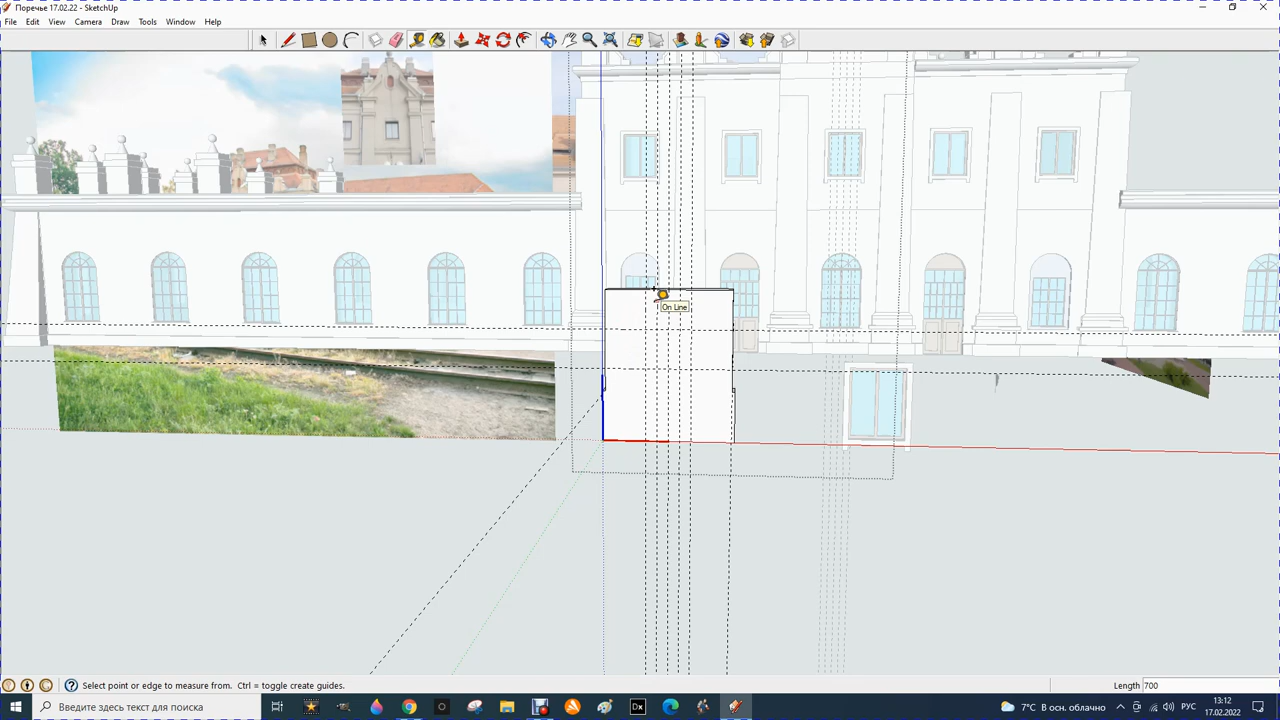 Поречье 17.02.22 - SketchUp
File Edit View Camera Draw Tools Window Help
On Line
Select point or edge to measure from. Ctrl = toggle create guides.
Length 700
Введите здесь текст для поиска
Dx
7°C В осн. облачно
РУС
13:12
17.02.2022